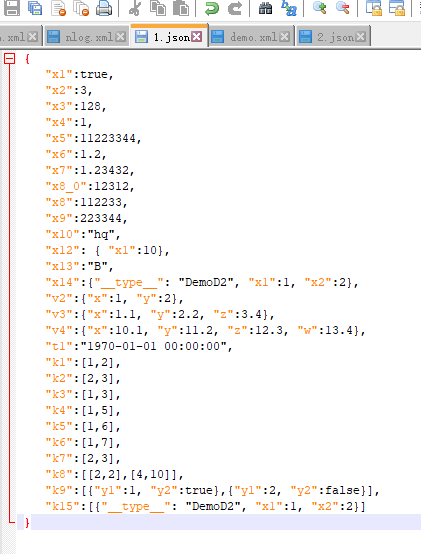 .xml nlog.xml 1.json demo.xml 2.json
{
"x1":true,
"x2":3,
"x3":128,
"x4":1,
"x5":11223344,
"x6":1.2,
"x7":1.23432,
"x8_0":12312,
"x8":112233,
"x9":223344,
"x10":"hq",
"x12": { "x1":10},
"x13":"B",
"x14":{"__type__": "DemoD2", "x1":1, "x2":2},
"v2":{"x":1, "y":2},
"v3":{"x":1.1, "y":2.2, "z":3.4},
"v4":{"x":10.1, "y":11.2, "z":12.3, "w":13.4},
"t1":"1970-01-01 00:00:00",
"k1":[1,2],
"k2":[2,3],
"k3":[1,3],
"k4":[1,5],
"k5":[1,6],
"k6":[1,7],
"k7":[2,3],
"k8":[[2,2],[4,10]],
"k9":[{"y1":1, "y2":true},{"y1":2, "y2":false}],
"k15":[{"__type__": "DemoD2", "x1":1, "x2":2}]
}